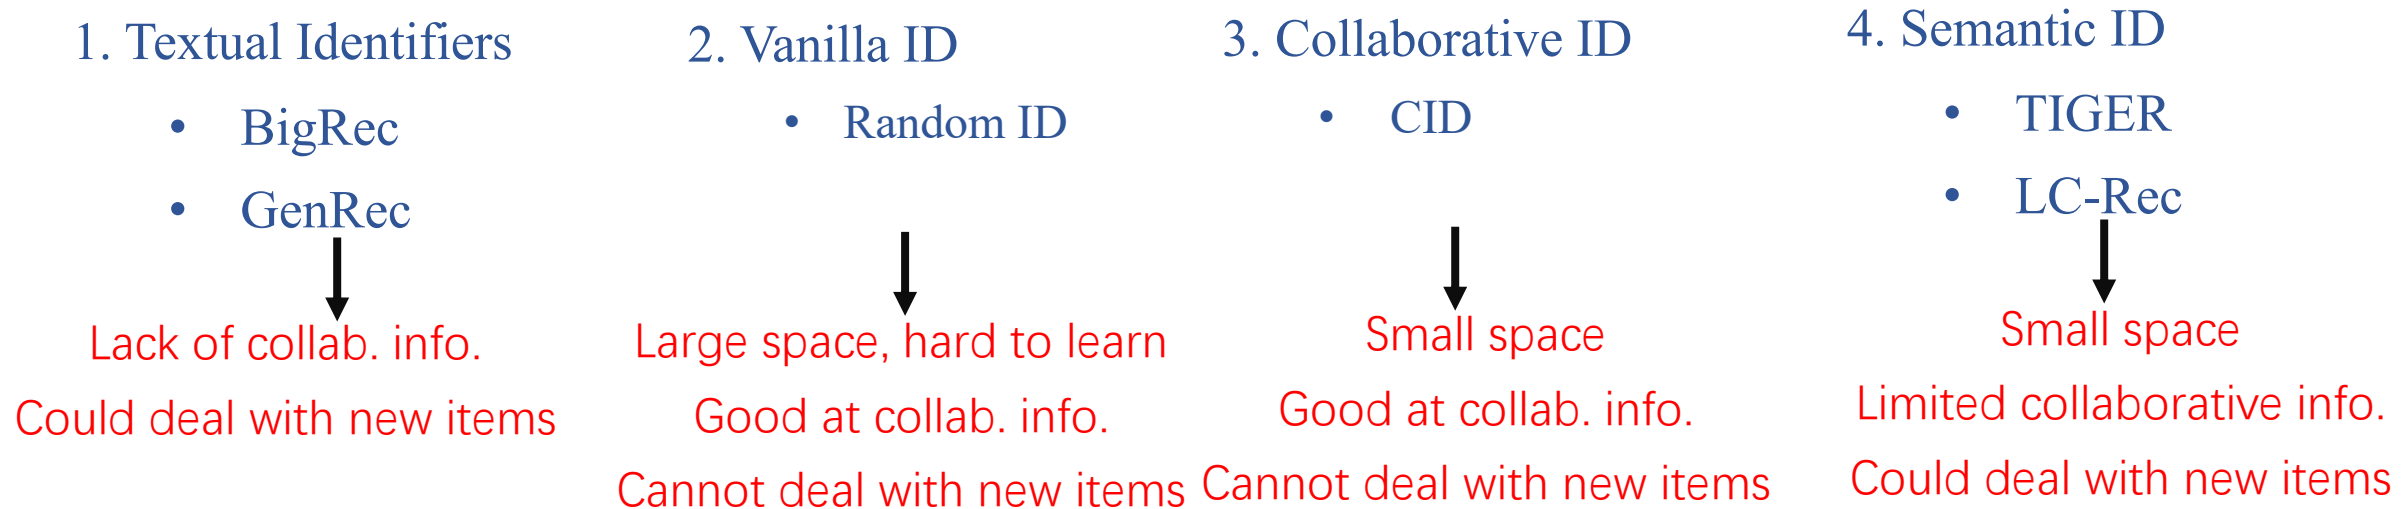 1. Textual Identifiers
• BigRec
• GenRec
Lack of collab. info.
Could deal with new items
2. Vanilla ID
• Random ID
Large space, hard to learn
Good at collab. info.
Cannot deal with new items
3. Collaborative ID
• CID
Small space
Good at collab. info.
Cannot deal with new items
4. Semantic ID
• TIGER
• LC-Rec
Small space
Limited collaborative info.
Could deal with new items